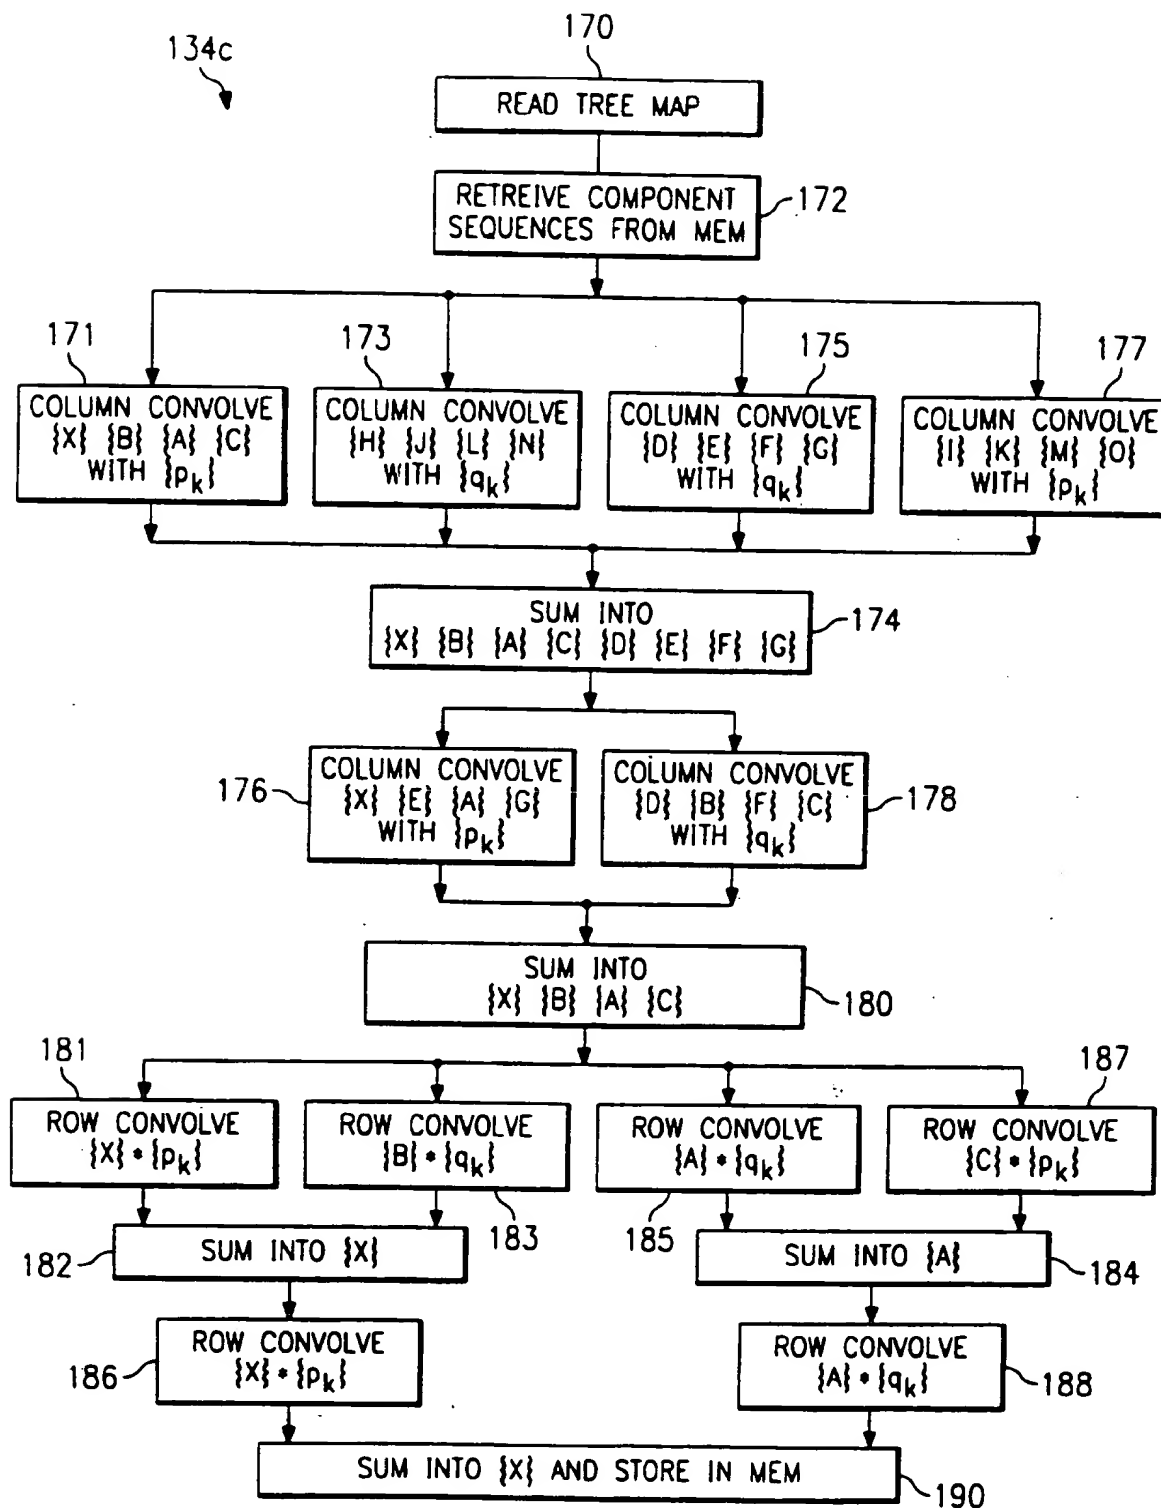 134c
170
READ TREE MAP
RETREIVE COMPONENT
SEQUENCES FROM MEM
172
171
COLUMN CONVOLVE
{X} {B} {A} {C}
WITH {pk}
173
COLUMN CONVOLVE
{H} {J} {L} {N}
WITH {qk}
175
COLUMN CONVOLVE
{D} {E} {F} {G}
WITH {qk}
177
COLUMN CONVOLVE
{I} {K} {M} {O}
WITH {pk}
SUM INTO
{X} {B} {A} {C} {D} {E} {F} {G}
174
176
COLUMN CONVOLVE
{X} {E} {A} {G}
WITH {pk}
COLUMN CONVOLVE
{D} {B} {F} {C}
WITH {qk}
178
SUM INTO
{X} {B} {A} {C}
180
181
ROW CONVOLVE
{X} * {pk}
ROW CONVOLVE
{B} * {qk}
183
ROW CONVOLVE
{A} * {qk}
185
187
ROW CONVOLVE
{C} * {pk}
182
SUM INTO {X}
SUM INTO {A}
184
186
ROW CONVOLVE
{X} * {pk}
ROW CONVOLVE
{A} * {qk}
188
SUM INTO {X} AND STORE IN MEM
190